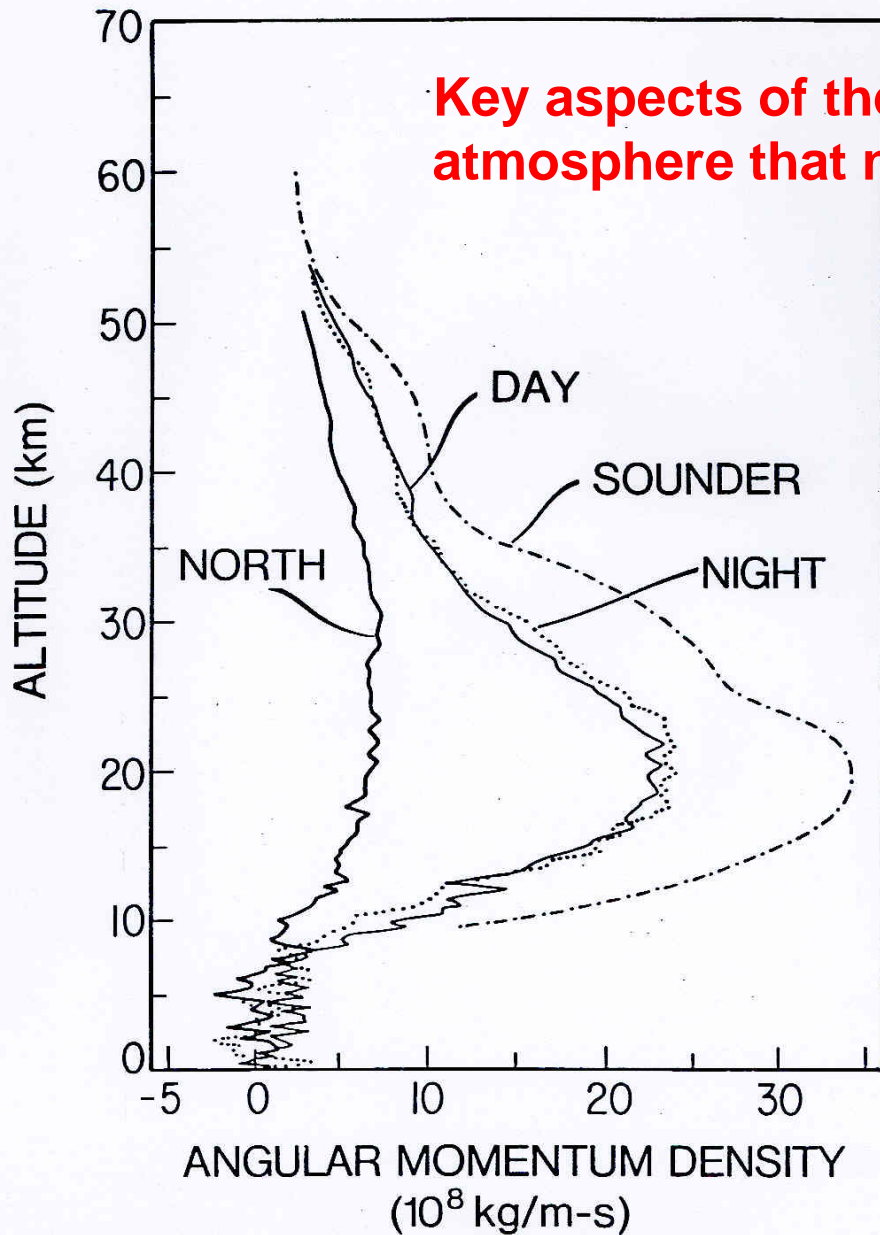 Key aspects of the
atmosphere that
70
60
50
40
30
20
10
0
ALTITUDE (km)
DAY
SOUNDER
NORTH
NIGHT
-5 0 10 20 30
ANGULAR MOMENTUM DENSITY
(10⁸ kg/m-s)